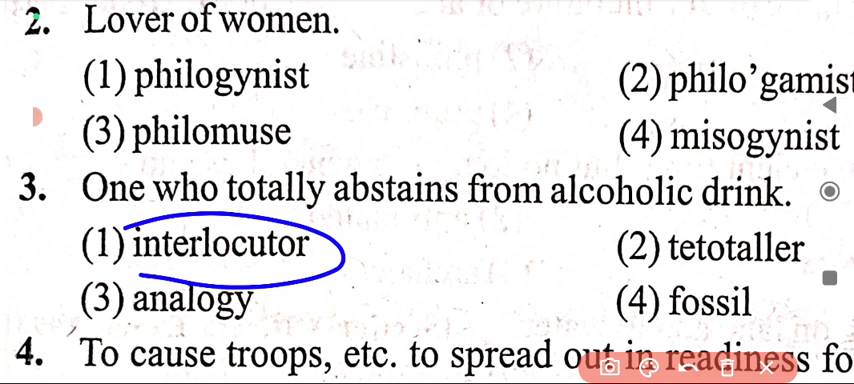 2. Lover of women.
(1) philogynist (2) philo'gamist
(3) philomuse (4) misogynist
3. One who totally abstains from alcoholic drink.
(1) interlocutor (2) tetotaller
(3) analogy (4) fossil
4. To cause troops, etc. to spread out in readiness fo